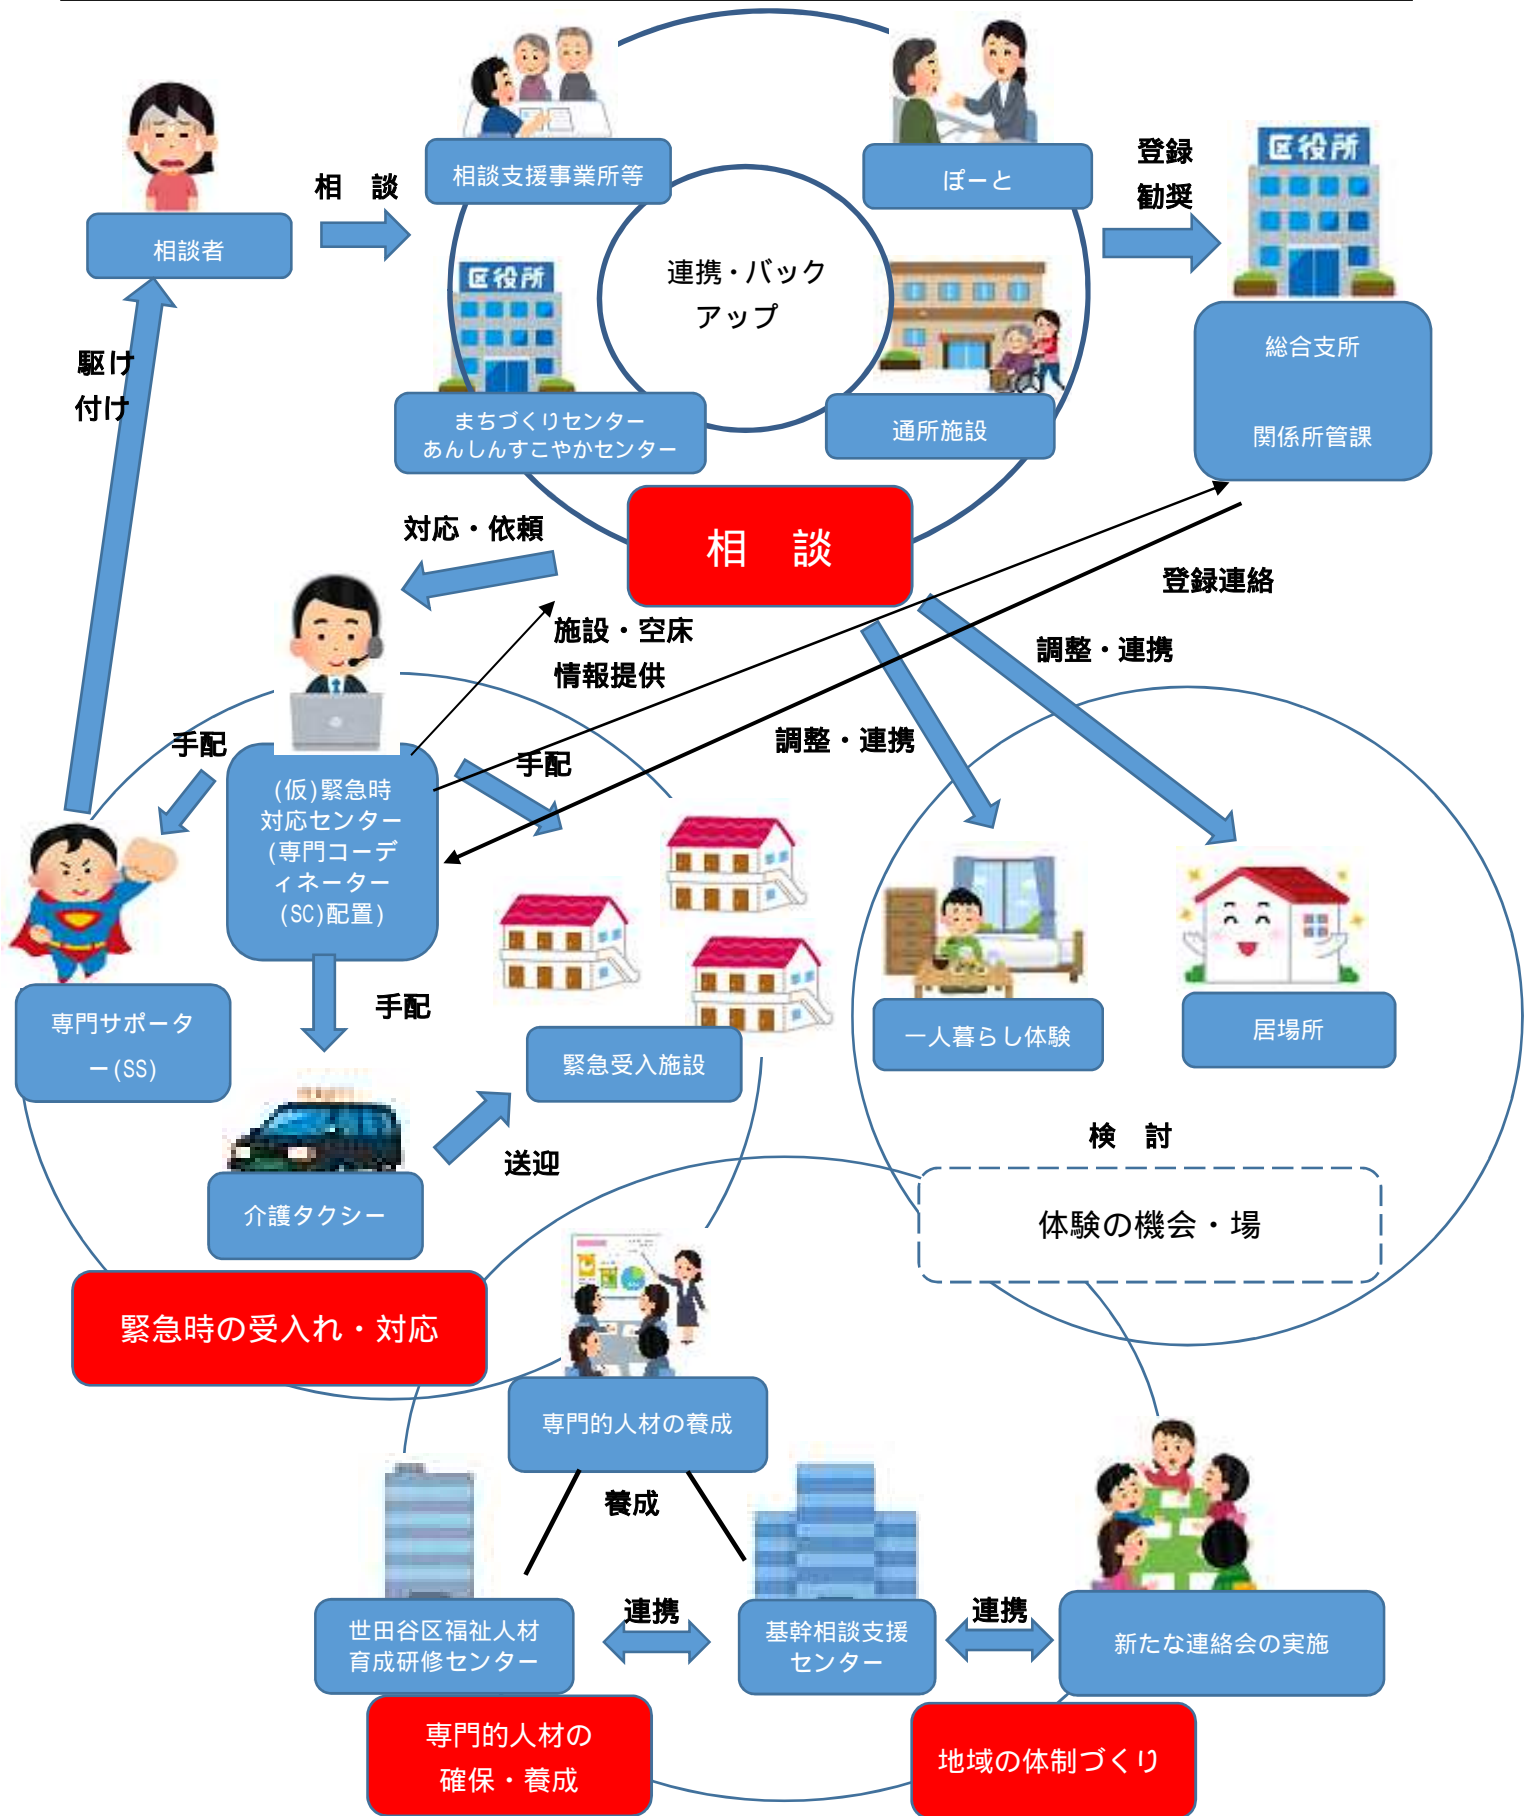 相談者
相　談
相談支援事業所等
ぽーと
登録
勧奨
区役所
総合支所
関係所管課
連携・バック
アップ
区役所
まちづくりセンター
あんしんすこやかセンター
通所施設
相　談
駆け
付け
対応・依頼
施設・空床
情報提供
登録連絡
調整・連携
調整・連携
手配
手配
(仮)緊急時
対応センター
(専門コーデ
ィネーター
(SC)配置)
手配
専門サポータ
ー(SS)
緊急受入施設
介護タクシー
送迎
緊急時の受入れ・対応
一人暮らし体験
居場所
検　討
体験の機会・場
専門的人材の養成
養成
世田谷区福祉人材
育成研修センター
連携
基幹相談支援
センター
連携
新たな連絡会の実施
専門的人材の
確保・養成
地域の体制づくり